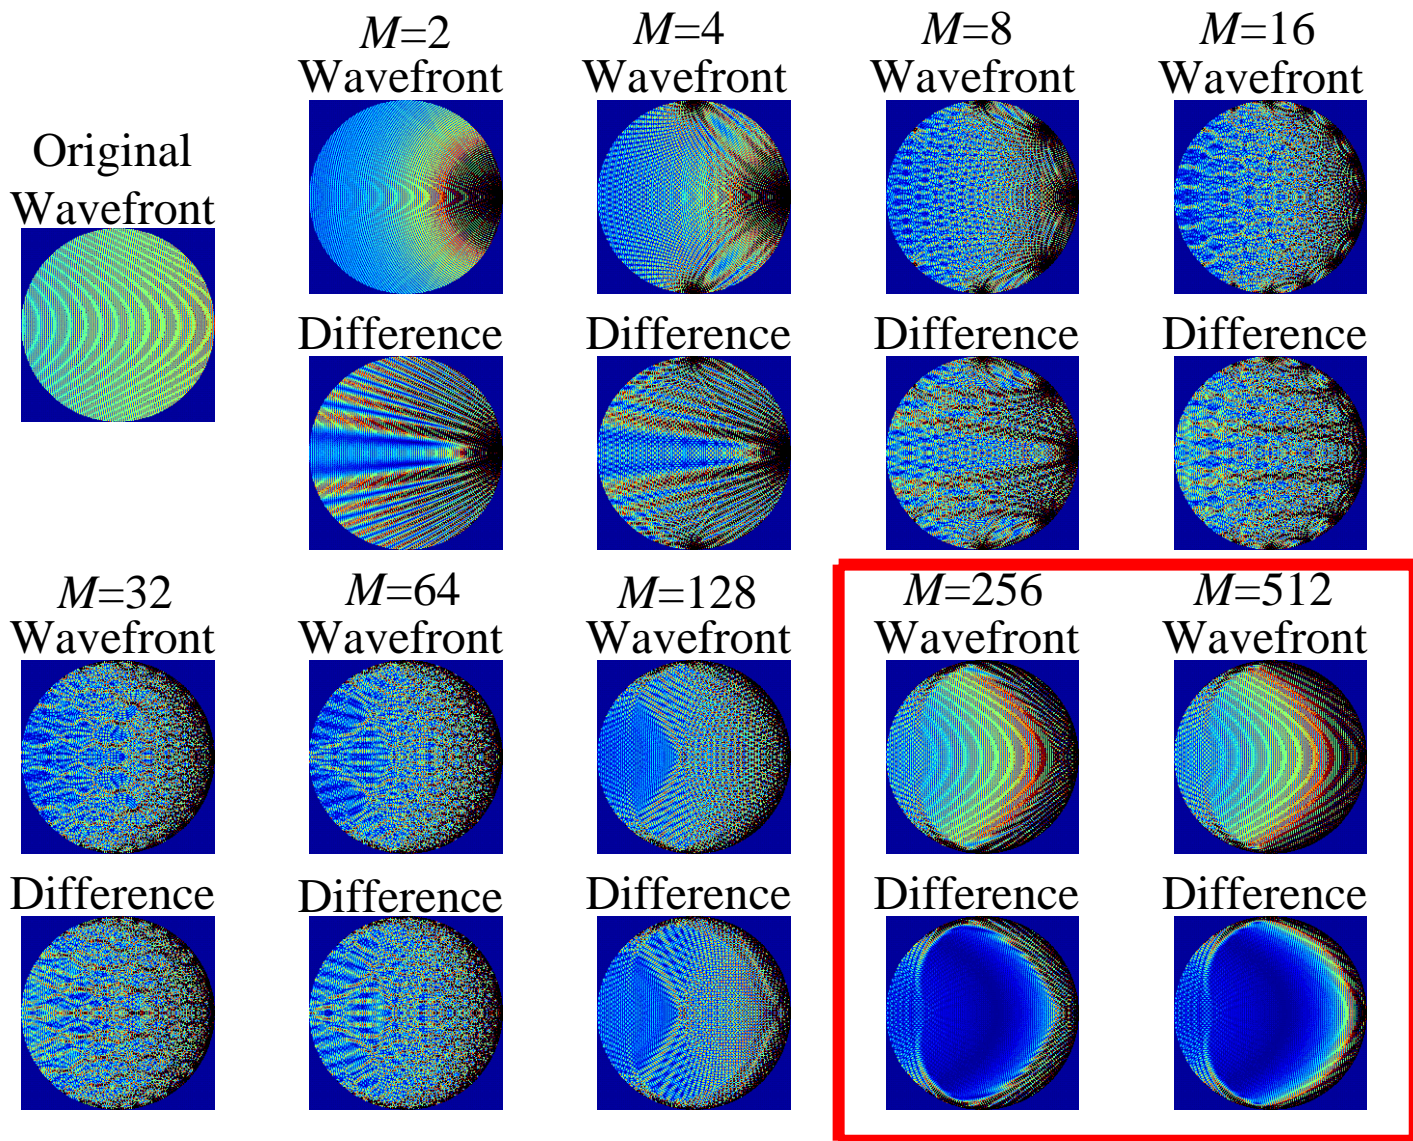 Original
Wavefront
M=2
Wavefront
Difference
M=4
Wavefront
Difference
M=8
Wavefront
Difference
M=16
Wavefront
Difference
M=32
Wavefront
Difference
M=64
Wavefront
Difference
M=128
Wavefront
Difference
M=256
Wavefront
Difference
M=512
Wavefront
Difference